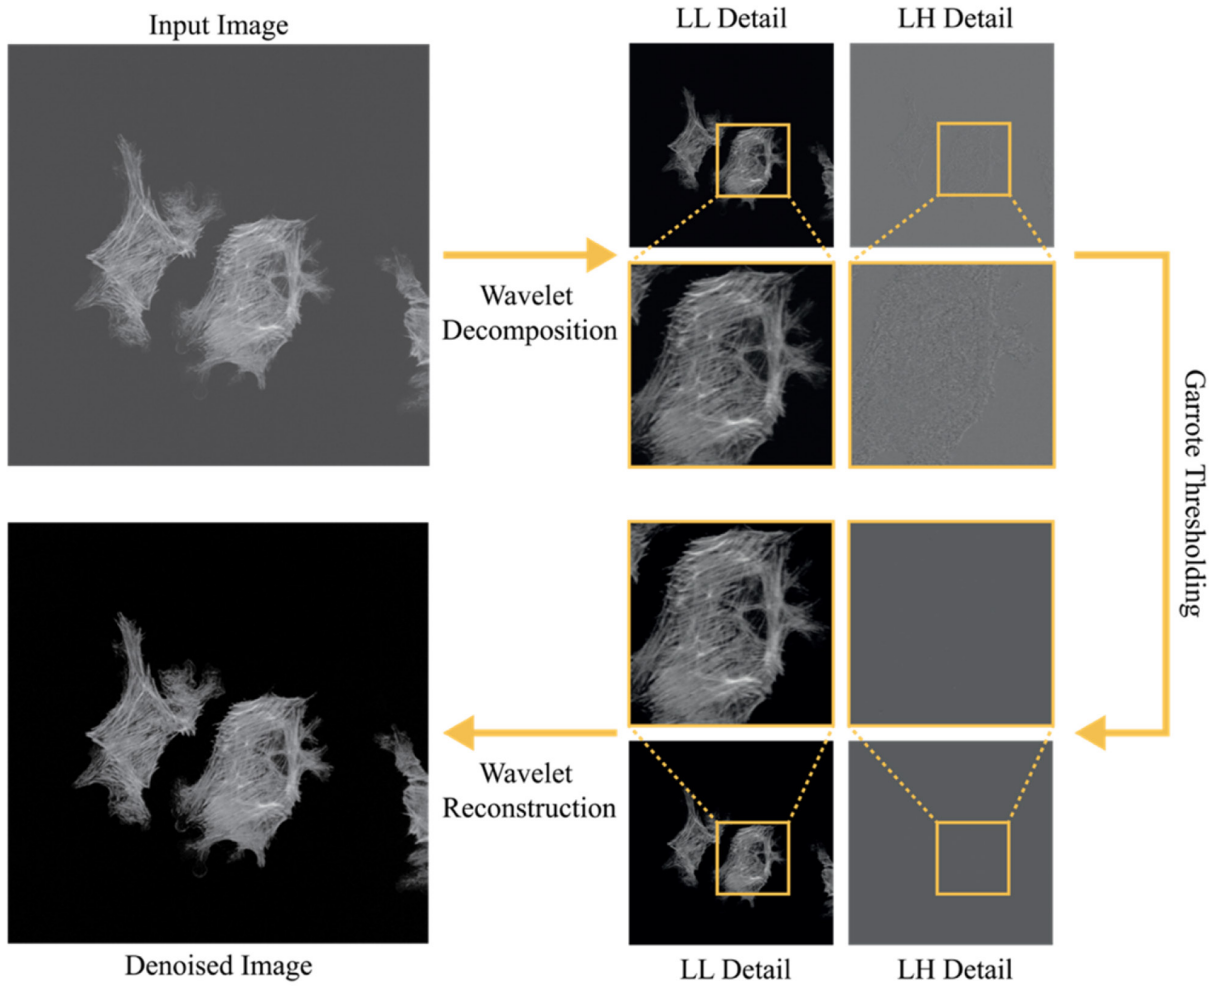 Input Image
LL Detail
LH Detail
Wavelet
Decomposition
Garrote Thresholding
Wavelet
Reconstruction
Denoised Image
LL Detail
LH Detail